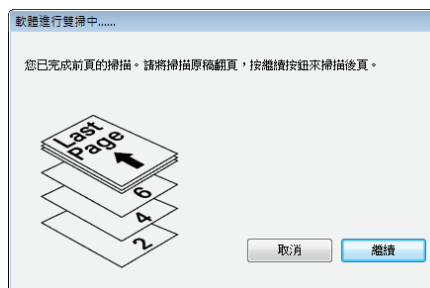 軟體進行雙掃中......
您已完成前頁的掃描。請將掃描原稿翻頁，按繼續按鈕來掃描後頁。
Last
Page
6
4
2
取消
繼續